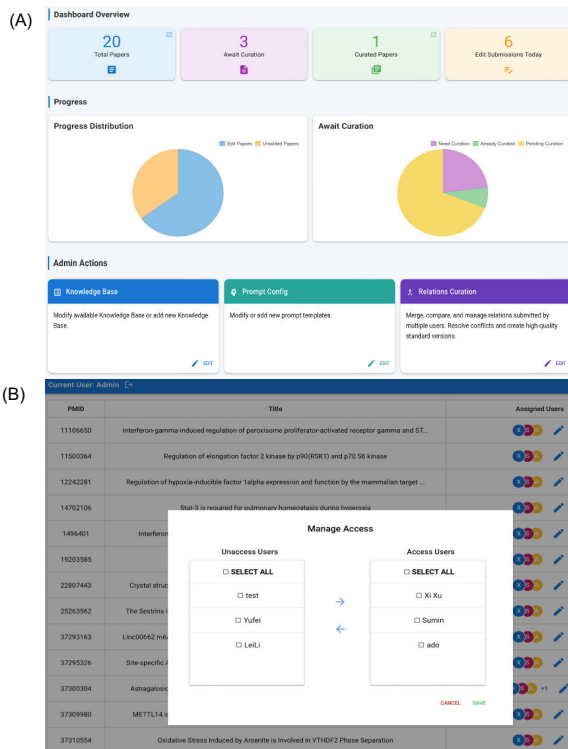 (A)
Dashboard Overview
20
Total Papers
3
Await Curation
1
Curated Papers
6
Edit Submissions Today
Progress
Progress Distribution
Edit Papers Unedited Papers
Await Curation
Need Curation Already Curated Pending Curation
Admin Actions
Knowledge Base
Modify available Knowledge Base or add new Knowledge
Base.
EDIT
Prompt Config
Modify or add new prompt templates.
EDIT
Relations Curation
Merge, compare, and manage relations submitted by
multiple users. Resolve conflicts and create high-quality
standard versions.
EDIT
(B)
Current User: Admin
PMID Title Assigned Users
11106650 Interferon-gamma-induced regulation of peroxisome proliferator-activated receptor gamma and ST...
11500364 Regulation of elongation factor 2 kinase by p90(RSK1) and p70 S6 kinase
12242281 Regulation of hypoxia-inducible factor 1alpha expression and function by the mammalian target ...
14702106 Stat-3 is required for pulmonary homeostasis during hyperoxia
1496401 Interferon
19203585
22807443 Crystal struc
25263562 The Sestrins i
37293163 Linc00662 m6
37295326 Site-specific A
37300304 Astragalosic +1
37309980 METTL14 is
37310554 Oxidative Stress Induced by Arsenite is Involved in YTHDF2 Phase Separation
Manage Access
Unaccess Users
SELECT ALL
test
Yufei
LeiLi
Access Users
SELECT ALL
Xi Xu
Sumin
ado
CANCEL SAVE